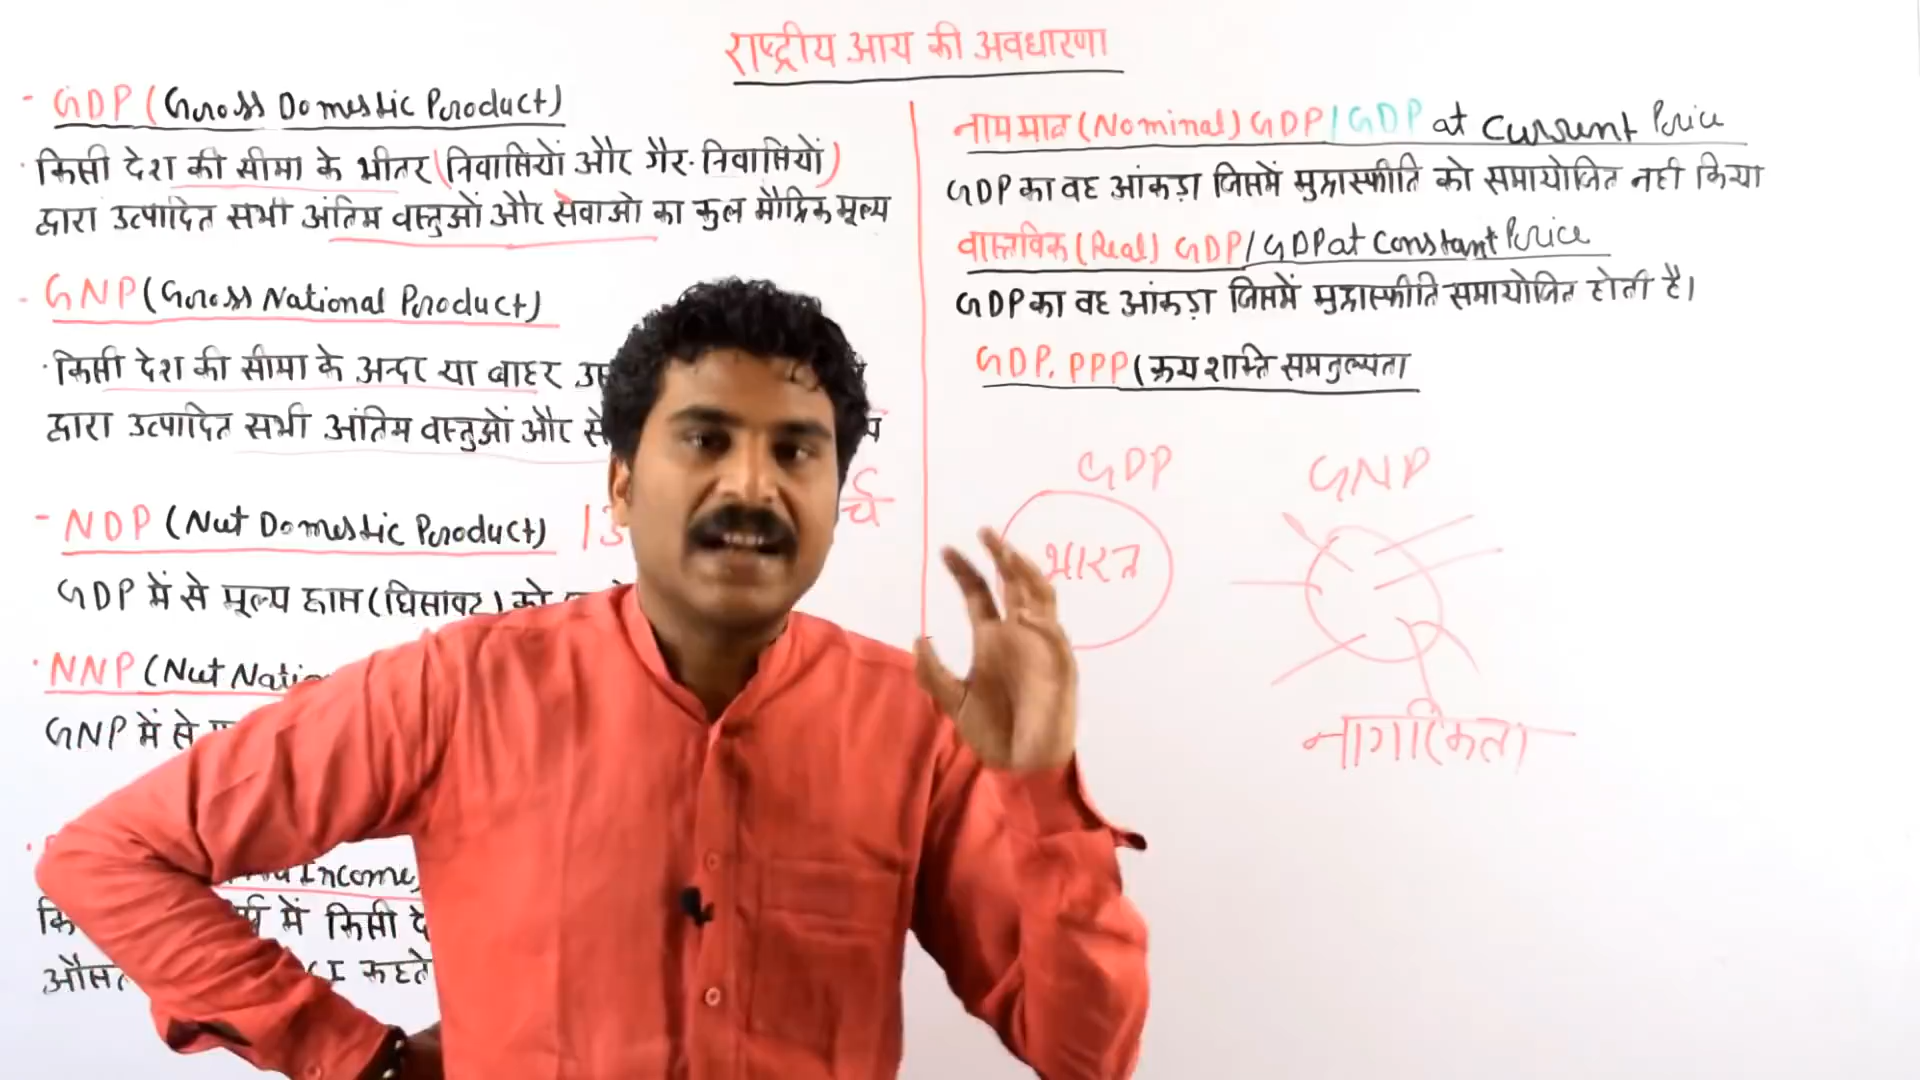 राष्ट्रीय आय की अवधारणा
- GDP (Gross Domestic Product)
किसी देश की सीमा के भीतर (निवासियों और गैर-निवासियों)
द्वारा उत्पादित सभी अंतिम वस्तुओं और सेवाओं का कुल मौद्रिक मूल्य
- GNP (Gross National Product)
किसी देश की सीमा के अन्दर या बाहर
द्वारा उत्पादित सभी अंतिम वस्तुओं और
- NDP (Net Domestic Product)
GDP में से मूल्य ह्रास (घिसावट) को
NNP (Net
GNP में से
Income
में किसी
कहते
नाममात्र (Nominal) GDP / GDP at Current Price
GDP का वह आंकड़ा जिसमें मुद्रास्फीति को समायोजित नही किया
वास्तविक (Real) GDP / GDP at Constant Price
GDP का वह आंकड़ा जिसमें मुद्रास्फीति समायोजित होती है।
GDP. PPP (क्रय शक्ति समतुल्यता
GDP
GNP
भारत
नागरिकता